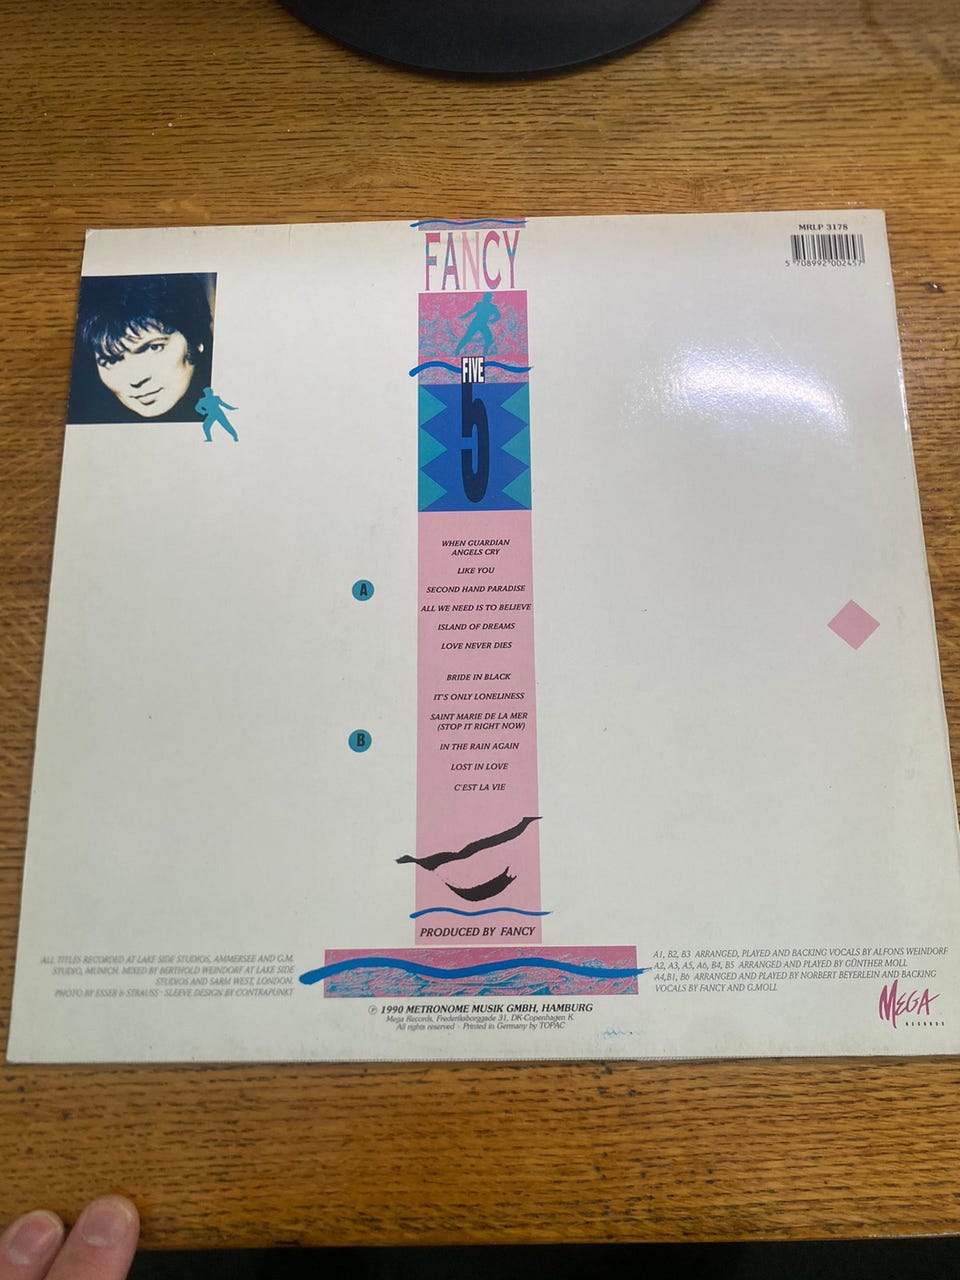 MRLP 3178
5 708992 002457
FANCY
FIVE
5
WHEN GUARDIAN
ANGELS CRY
LIKE YOU
A
SECOND HAND PARADISE
ALL WE NEED IS TO BELIEVE
ISLAND OF DREAMS
LOVE NEVER DIES
BRIDE IN BLACK
IT'S ONLY LONELINESS
SAINT MARIE DE LA MER
(STOP IT RIGHT NOW)
B
IN THE RAIN AGAIN
LOST IN LOVE
C'EST LA VIE
PRODUCED BY FANCY
ALL TITLES RECORDED AT LAKE SIDE STUDIOS, AMMERSEE AND G.M.
STUDIO, MUNICH. MIXED BY BERTHOLD WEINDORF AT LAKE SIDE
STUDIOS AND SARM WEST, LONDON.
PHOTO BY ESSER & STRAUSS · SLEEVE DESIGN BY CONTRAPUNKT
A1, B2, B3 ARRANGED, PLAYED AND BACKING VOCALS BY ALFONS WEINDORF
A2, A3, A5, A6, B4, B5 ARRANGED AND PLAYED BY GÜNTHER MOLL
A4,B1, B6 ARRANGED AND PLAYED BY NORBERT BEYERLEIN AND BACKING
VOCALS BY FANCY AND G.MOLL
℗ 1990 METRONOME MUSIK GMBH, HAMBURG
Mega Records, Frederiksborggade 31, DK-Copenhagen K.
All rights reserved · Printed in Germany by TOPAC
MEGA
RECORDS